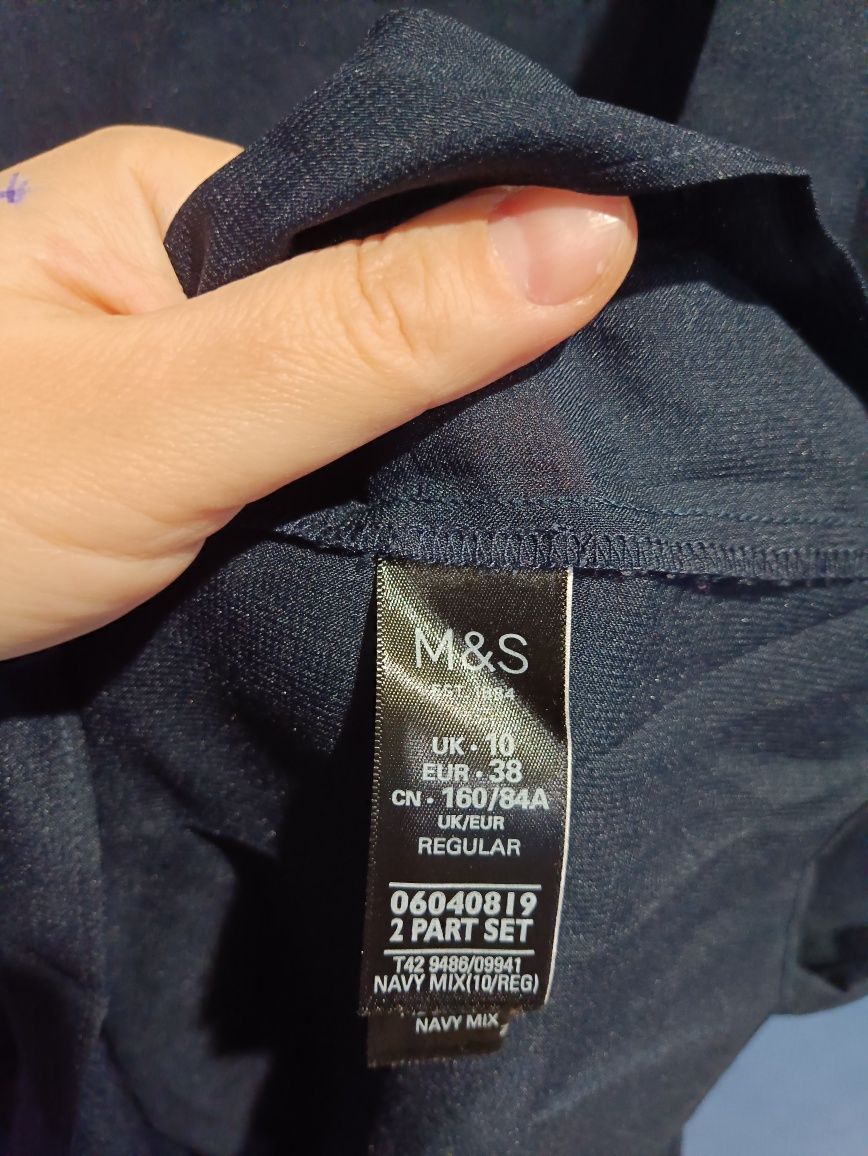 M&S
EST. 1884
UK • 10
EUR • 38
CN • 160/84A
UK/EUR
REGULAR
06040819
2 PART SET
T42 9486/09941
NAVY MIX(10/REG)
NAVY MIX